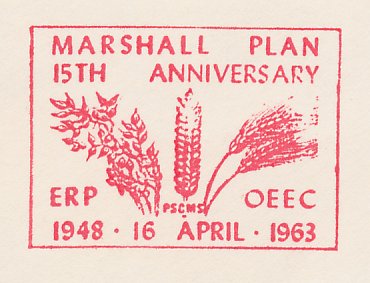 MARSHALL PLAN
15TH ANNIVERSARY
PSCMS
ERP OEEC
1948 · 16 APRIL · 1963